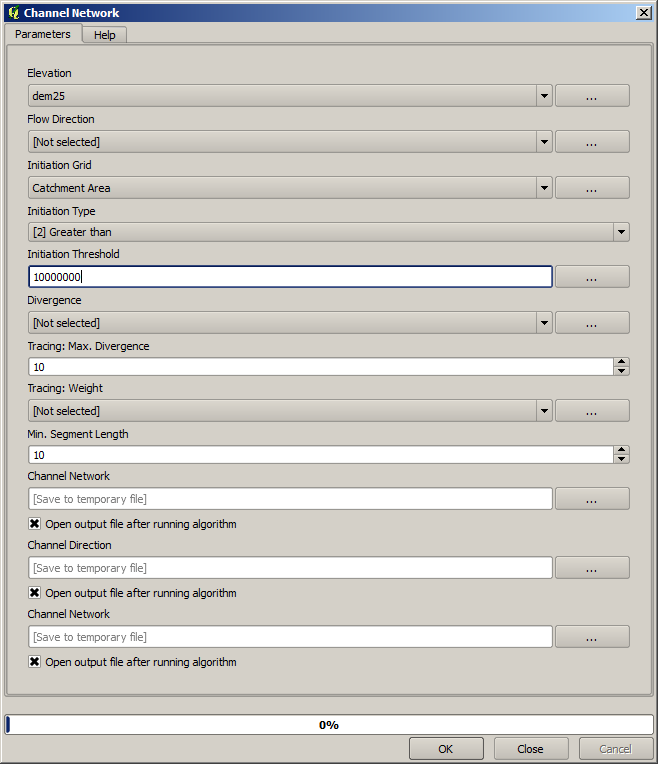 Channel Network
Parameters
Help
Elevation
dem25
...
Flow Direction
[Not selected]
...
Initiation Grid
Catchment Area
...
Initiation Type
[2] Greater than
Initiation Threshold
10000000
...
Divergence
[Not selected]
...
Tracing: Max. Divergence
10
Tracing: Weight
[Not selected]
...
Min. Segment Length
10
Channel Network
[Save to temporary file]
...
Open output file after running algorithm
Channel Direction
[Save to temporary file]
...
Open output file after running algorithm
Channel Network
[Save to temporary file]
...
Open output file after running algorithm
0%
OK
Close
Cancel